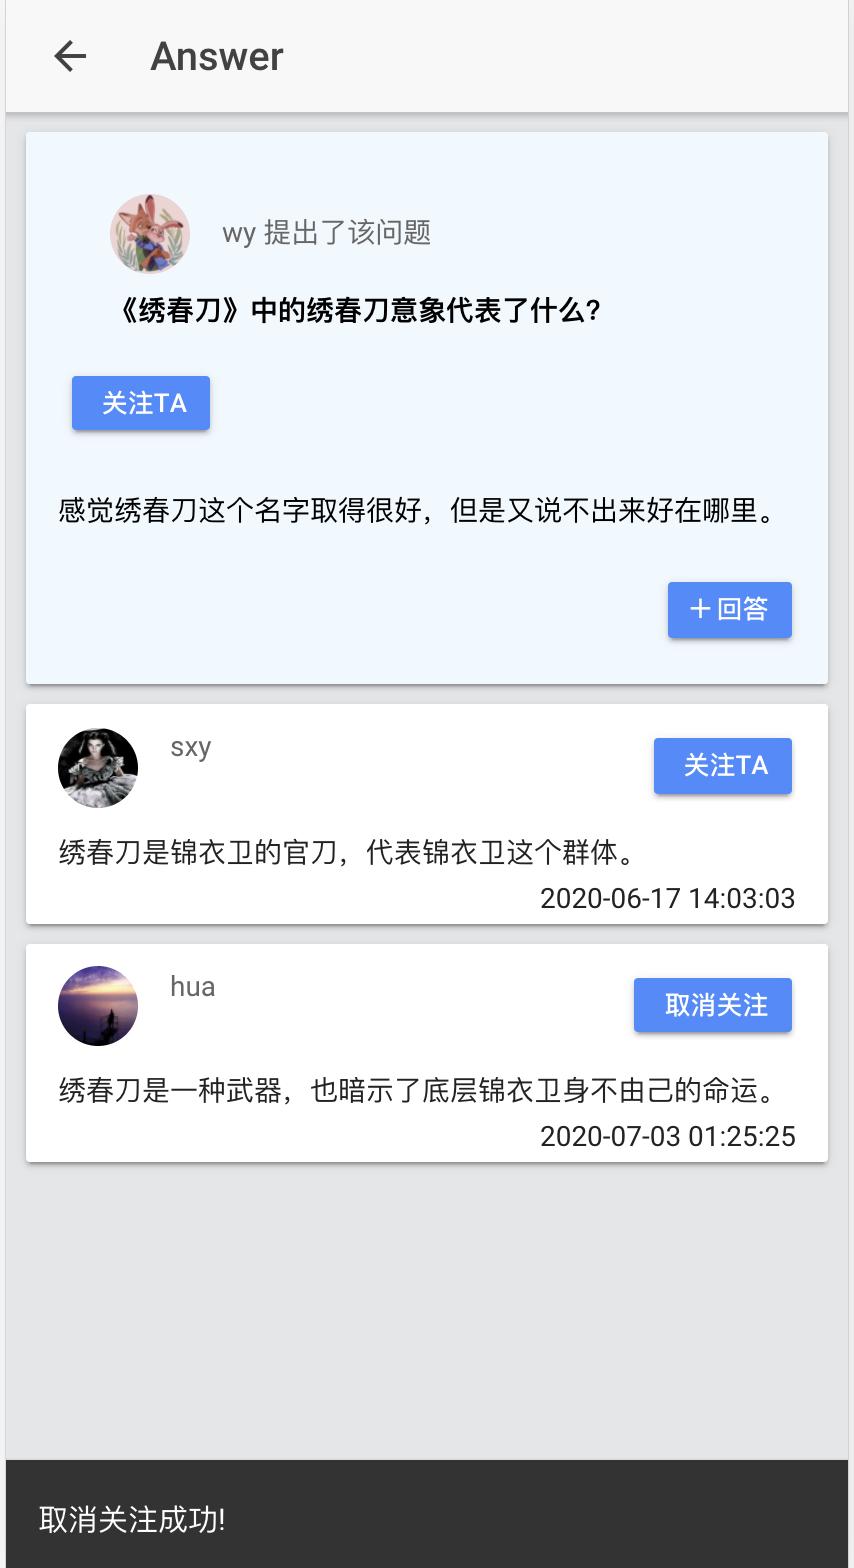 Answer
wy 提出了该问题
《绣春刀》中的绣春刀意象代表了什么?
关注TA
感觉绣春刀这个名字取得很好，但是又说不出来好在哪里。
＋回答
sxy
关注TA
绣春刀是锦衣卫的官刀，代表锦衣卫这个群体。
2020-06-17 14:03:03
hua
取消关注
绣春刀是一种武器，也暗示了底层锦衣卫身不由己的命运。
2020-07-03 01:25:25
取消关注成功!